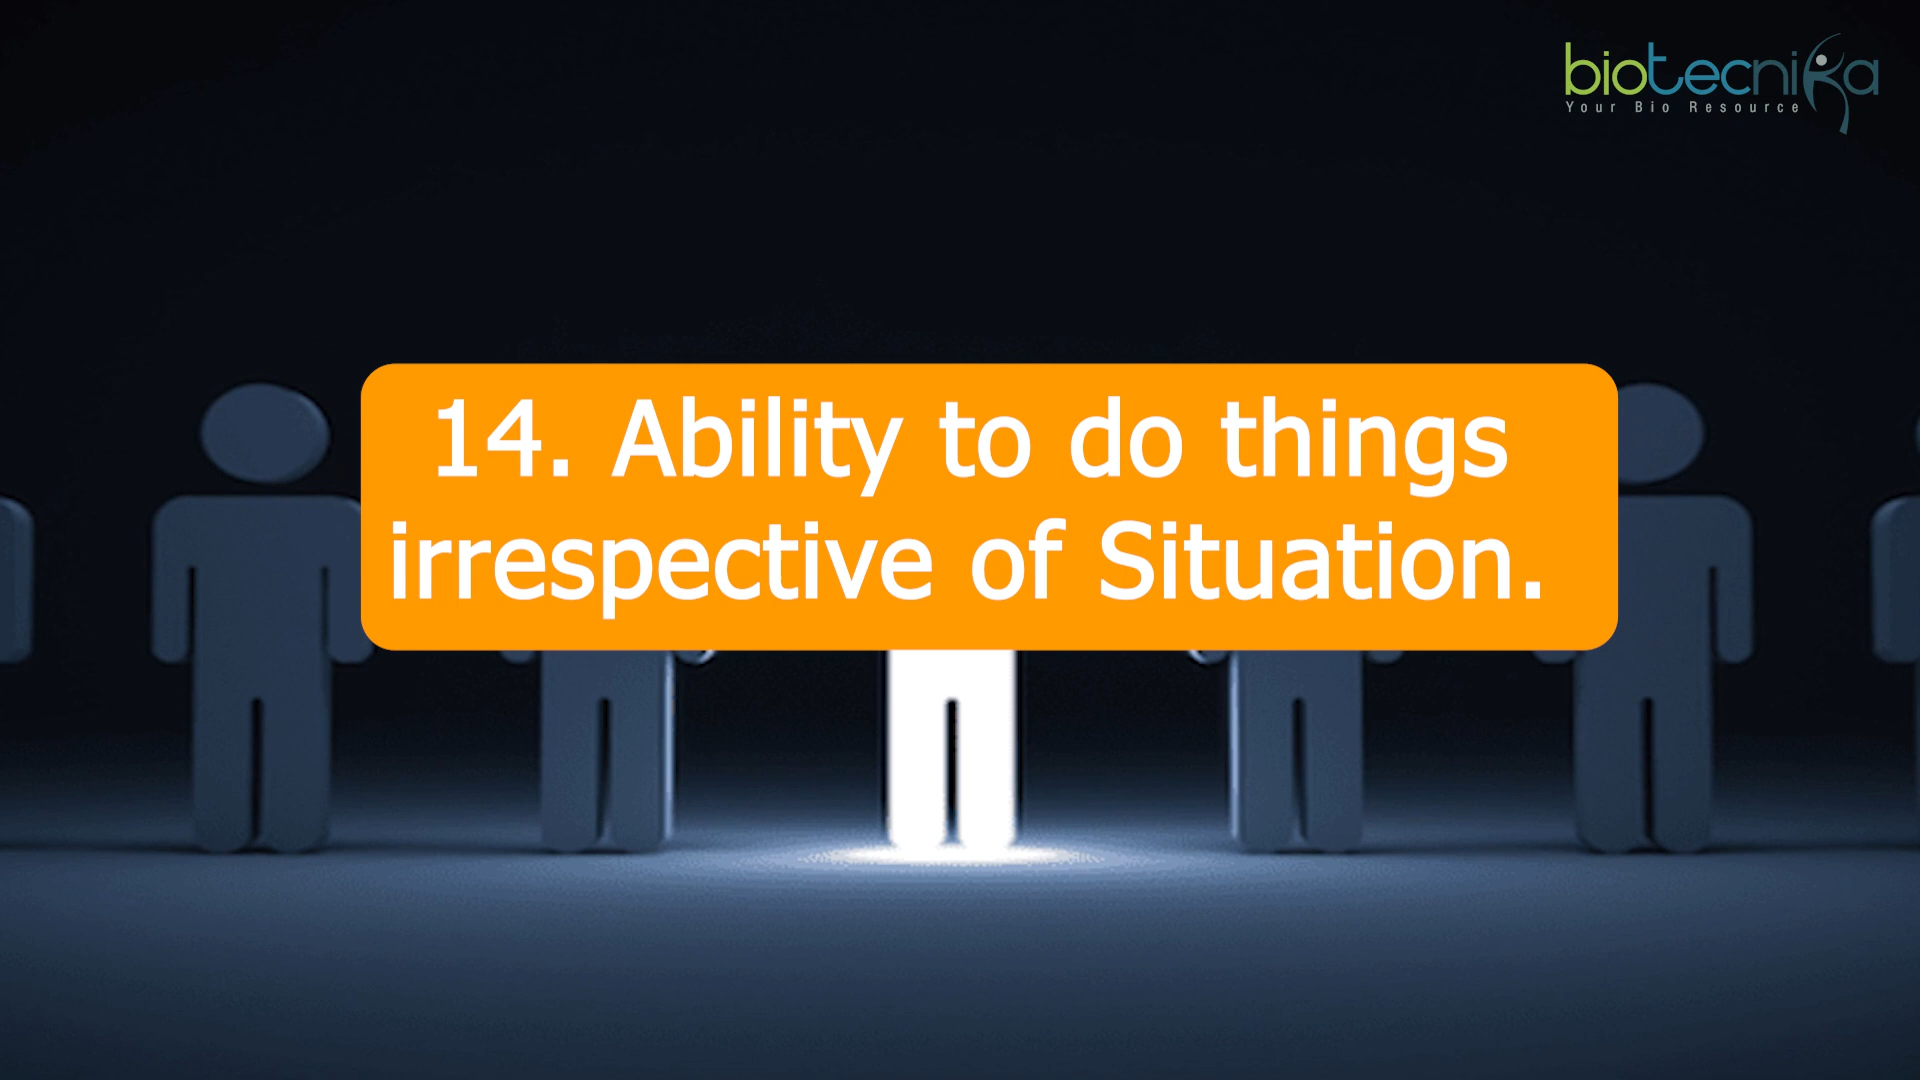 biotecnika
Your Bio Resource
14. Ability to do things
irrespective of Situation.